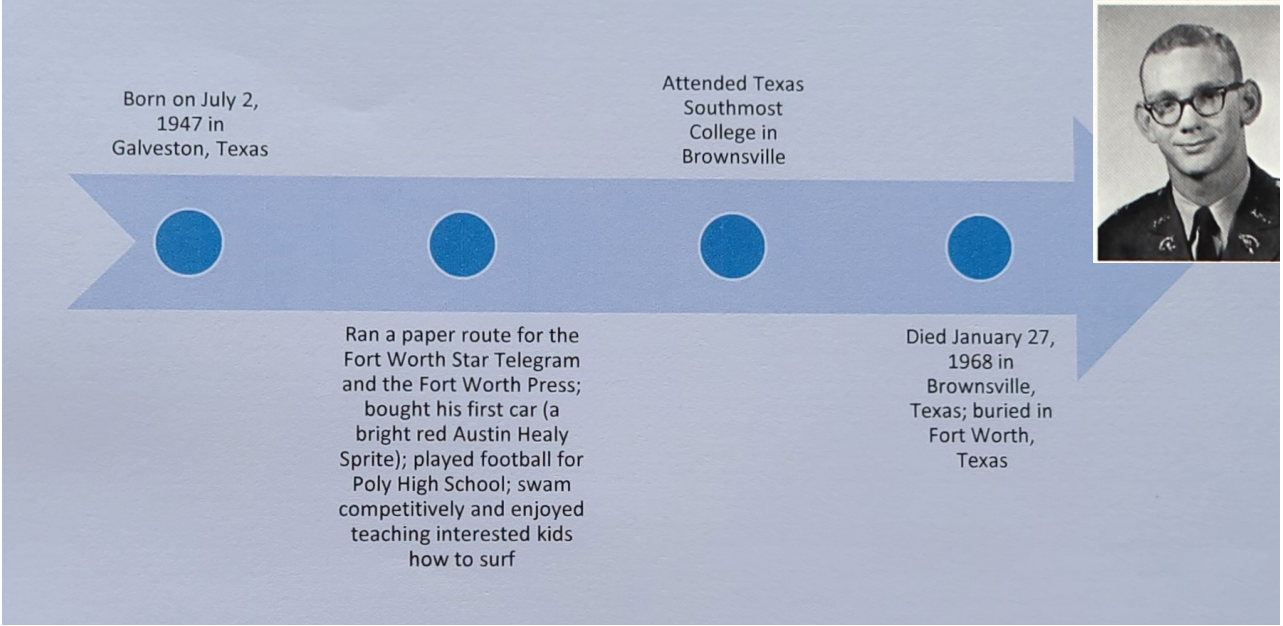 Born on July 2,
1947 in
Galveston, Texas
Ran a paper route for the
Fort Worth Star Telegram
and the Fort Worth Press;
bought his first car (a
bright red Austin Healy
Sprite); played football for
Poly High School; swam
competitively and enjoyed
teaching interested kids
how to surf
Attended Texas
Southmost
College in
Brownsville
Died January 27,
1968 in
Brownsville,
Texas; buried in
Fort Worth,
Texas